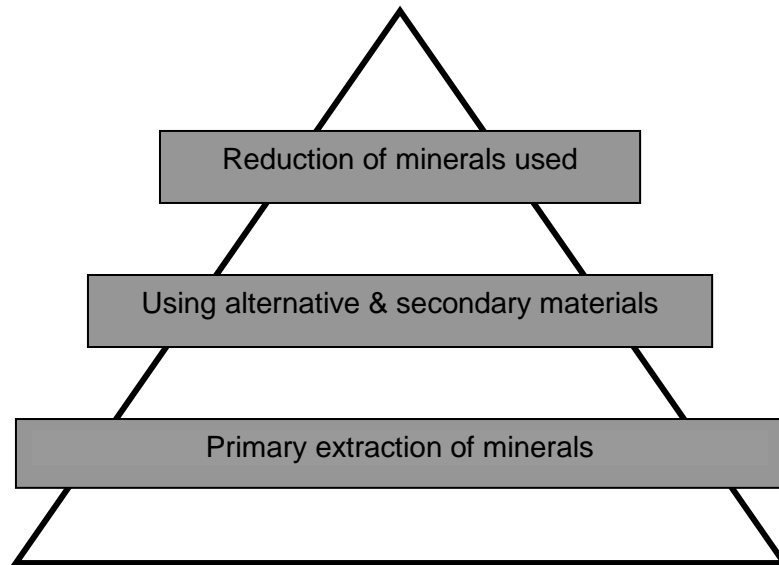 Reduction of minerals used
Using alternative & secondary materials
Primary extraction of minerals